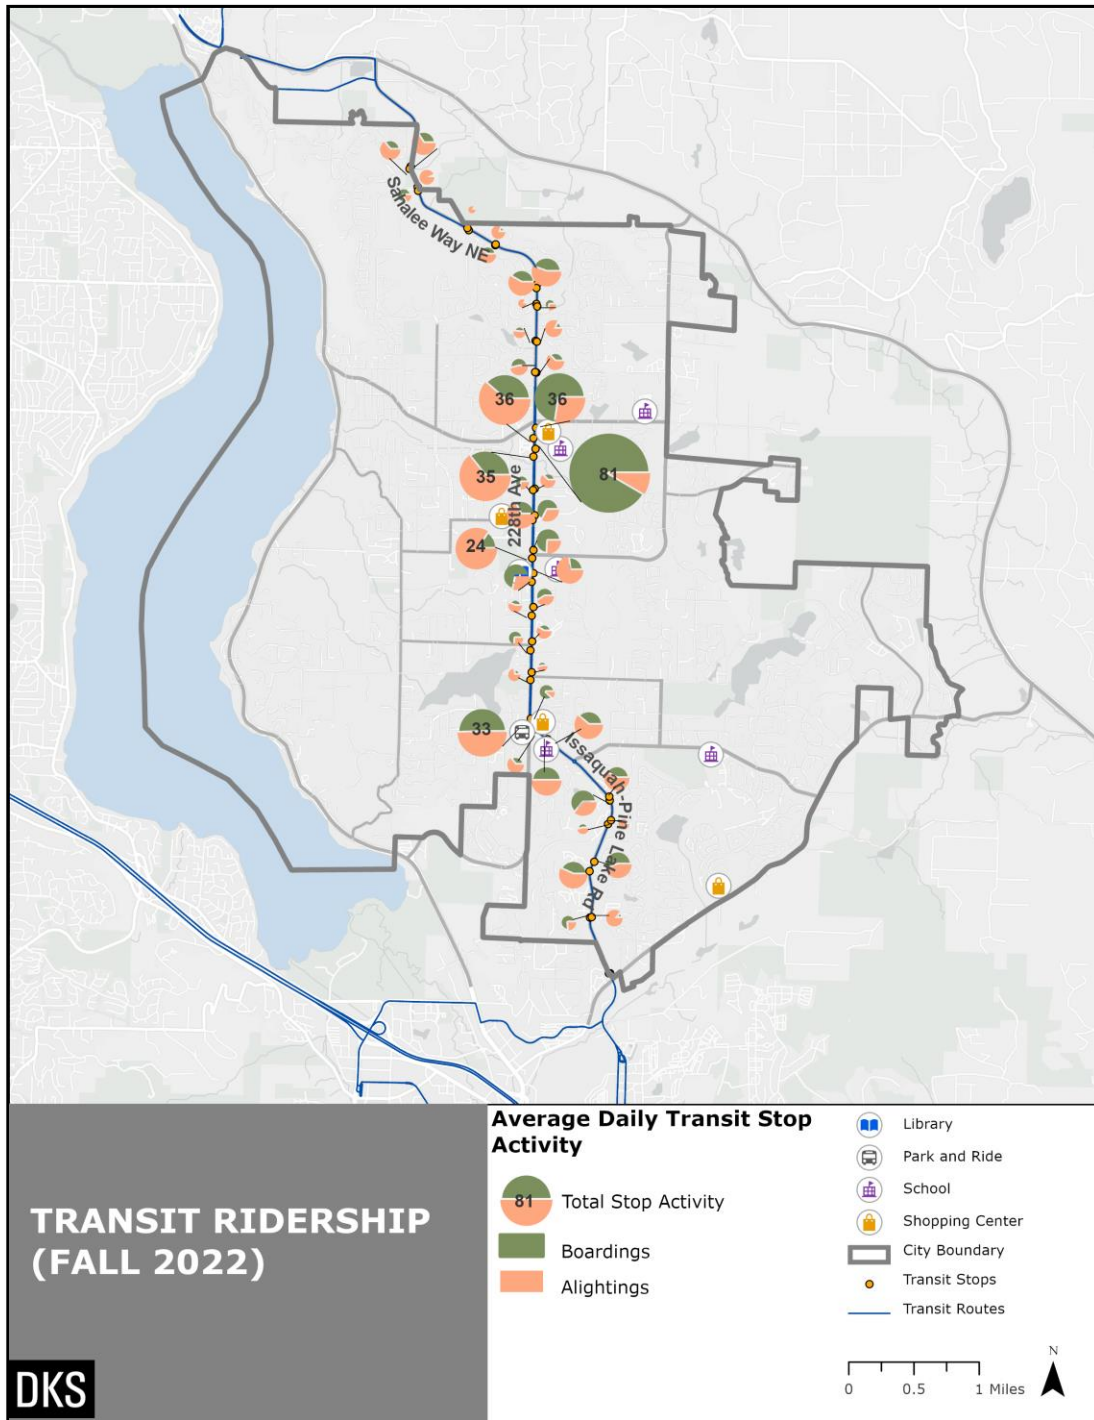 Sahalee Way NE
36
36
81
35
228th Ave
24
33
Issaquah-Pine Lake Rd
TRANSIT RIDERSHIP
(FALL 2022)
DKS
Average Daily Transit Stop
Activity
81
Total Stop Activity
Boardings
Alightings
Library
Park and Ride
School
Shopping Center
City Boundary
Transit Stops
Transit Routes
N
0 0.5 1 Miles